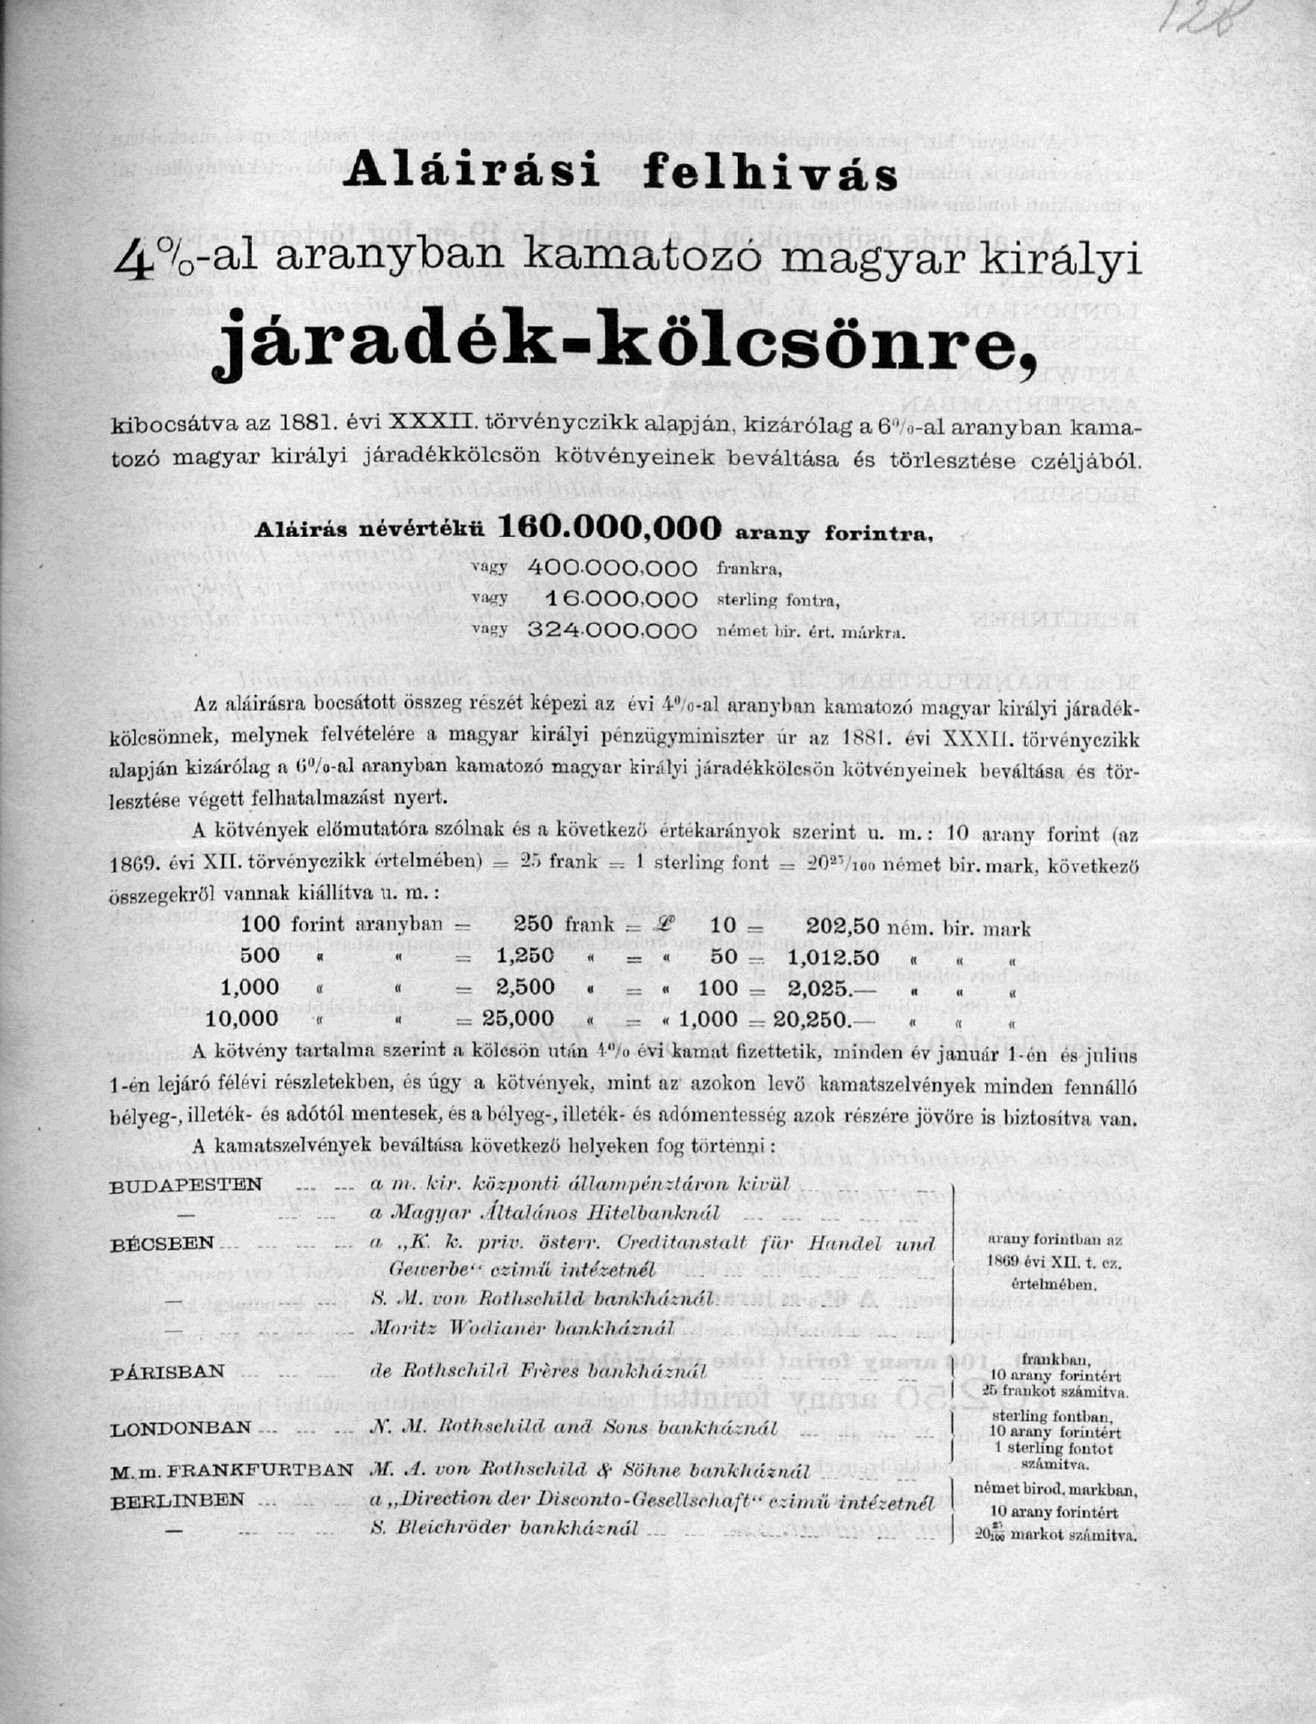 128
Aláirási felhivás
4%-al aranyban kamatozó magyar királyi
járadék-kölcsönre,
kibocsátva az 1881. évi XXXII. törvényczikk alapján, kizárólag a 6%-al aranyban kama-
tozó magyar királyi járadékkölcsön kötvényeinek beváltása és törlesztése czéljából.
Aláirás névértékü 160.000,000 arany forintra,
vagy 400.000,000 frankra,
vagy 16.000,000 sterling fontra,
vagy 324.000,000 német bir. ért. márkra.
Az aláirásra bocsátott összeg részét képezi az évi 4%-al aranyban kamatozó magyar királyi járadék-
kölcsönnek, melynek felvételére a magyar királyi pénzügyminiszter úr az 1881. évi XXXII. törvényczikk
alapján kizárólag a 6%-al aranyban kamatozó magyar királyi járadékkölcsön kötvényeinek beváltása és tör-
lesztése végett felhatalmazást nyert.
A kötvények előmutatóra szólnak és a következő értékarányok szerint u. m.: 10 arany forint (az
1869. évi XII. törvényczikk értelmében) = 25 frank = 1 sterling font = 20²⁵/₁₀₀ német bir. mark, következő
összegekről vannak kiállítva u. m.:
100 forint aranyban = 250 frank = £ 10 = 202,50 ném. bir. mark
500 " " = 1,250 " = " 50 = 1,012.50 " " "
1,000 " " = 2,500 " = " 100 = 2,025.— " " "
10,000 " " = 25,000 " = " 1,000 = 20,250.— " " "
A kötvény tartalma szerint a kölcsön után 4% évi kamat fizettetik, minden év január 1-én és julius
1-én lejáró félévi részletekben, és úgy a kötvények, mint az azokon levő kamatszelvények minden fennálló
bélyeg-, illeték- és adótól mentesek, és a bélyeg-, illeték- és adómentesség azok részére jövőre is biztosítva van.
A kamatszelvények beváltása következő helyeken fog történni:
BUDAPESTEN a m. kir. központi állampénztáron kivül
— a Magyar Általános Hitelbanknál
BÉCSBEN a „K. k. priv. österr. Creditanstalt für Handel und
Gewerbe" czimü intézetnél
— S. M. von Rothschild bankháznál
— Moritz Wodianer bankháznál
arany forintban az
1869 évi XII. t. cz.
értelmében.
PÁRISBAN de Rothschild Frères bankháznál
frankban,
10 arany forintért
25 frankot számitva.
LONDONBAN N. M. Rothschild and Sons bankháznál
sterling fontban,
10 arany forintért
1 sterling fontot
számitva.
M. m. FRANKFURTBAN M. A. von Rothschild & Söhne bankháznál
BERLINBEN a „Direction der Disconto-Gesellschaft" czimü intézetnél
— S. Bleichröder bankháznál
német birod. markban,
10 arany forintért
20²⁵/₁₀₀ markot számitva.